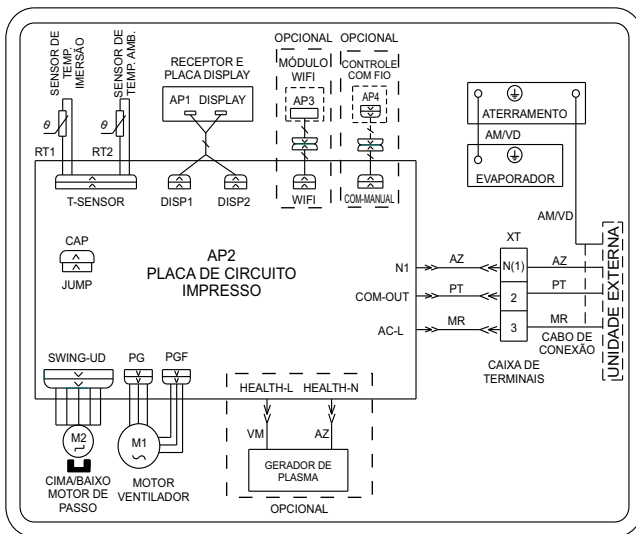 SENSOR DE
TEMP.
IMERSÃO
SENSOR DE
TEMP. AMB.
θ
θ
RT1
RT2
T-SENSOR
RECEPTOR E
PLACA DISPLAY
AP1 DISPLAY
DISP1
DISP2
OPCIONAL
MÓDULO
WIFI
AP3
WIFI
OPCIONAL
CONTROLE
COM FIO
AP4
COM-MANUAL
ATERRAMENTO
AM/VD
EVAPORADOR
AM/VD
CAP
JUMP
AP2
PLACA DE CIRCUITO
IMPRESSO
XT
N1
AZ
N(1)
AZ
COM-OUT
PT
2
PT
AC-L
MR
3
MR
CABO DE
CONEXÃO
CAIXA DE
TERMINAIS
UNIDADE EXTERNA
SWING-UD
PG
PGF
M2
M1
CIMA/BAIXO
MOTOR DE
PASSO
MOTOR
VENTILADOR
HEALTH-L
HEALTH-N
VM
AZ
GERADOR DE
PLASMA
OPCIONAL